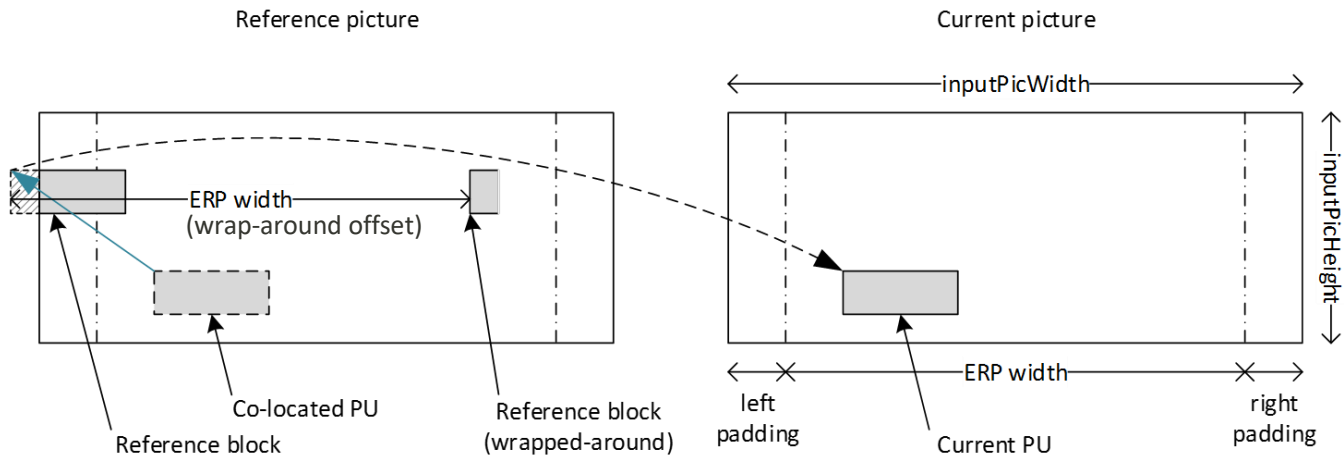 Reference picture
Current picture
inputPicWidth
inputPicHeight
ERP width
(wrap-around offset)
ERP width
left
padding
right
padding
Co-located PU
Reference block
(wrapped-around)
Reference block
Current PU